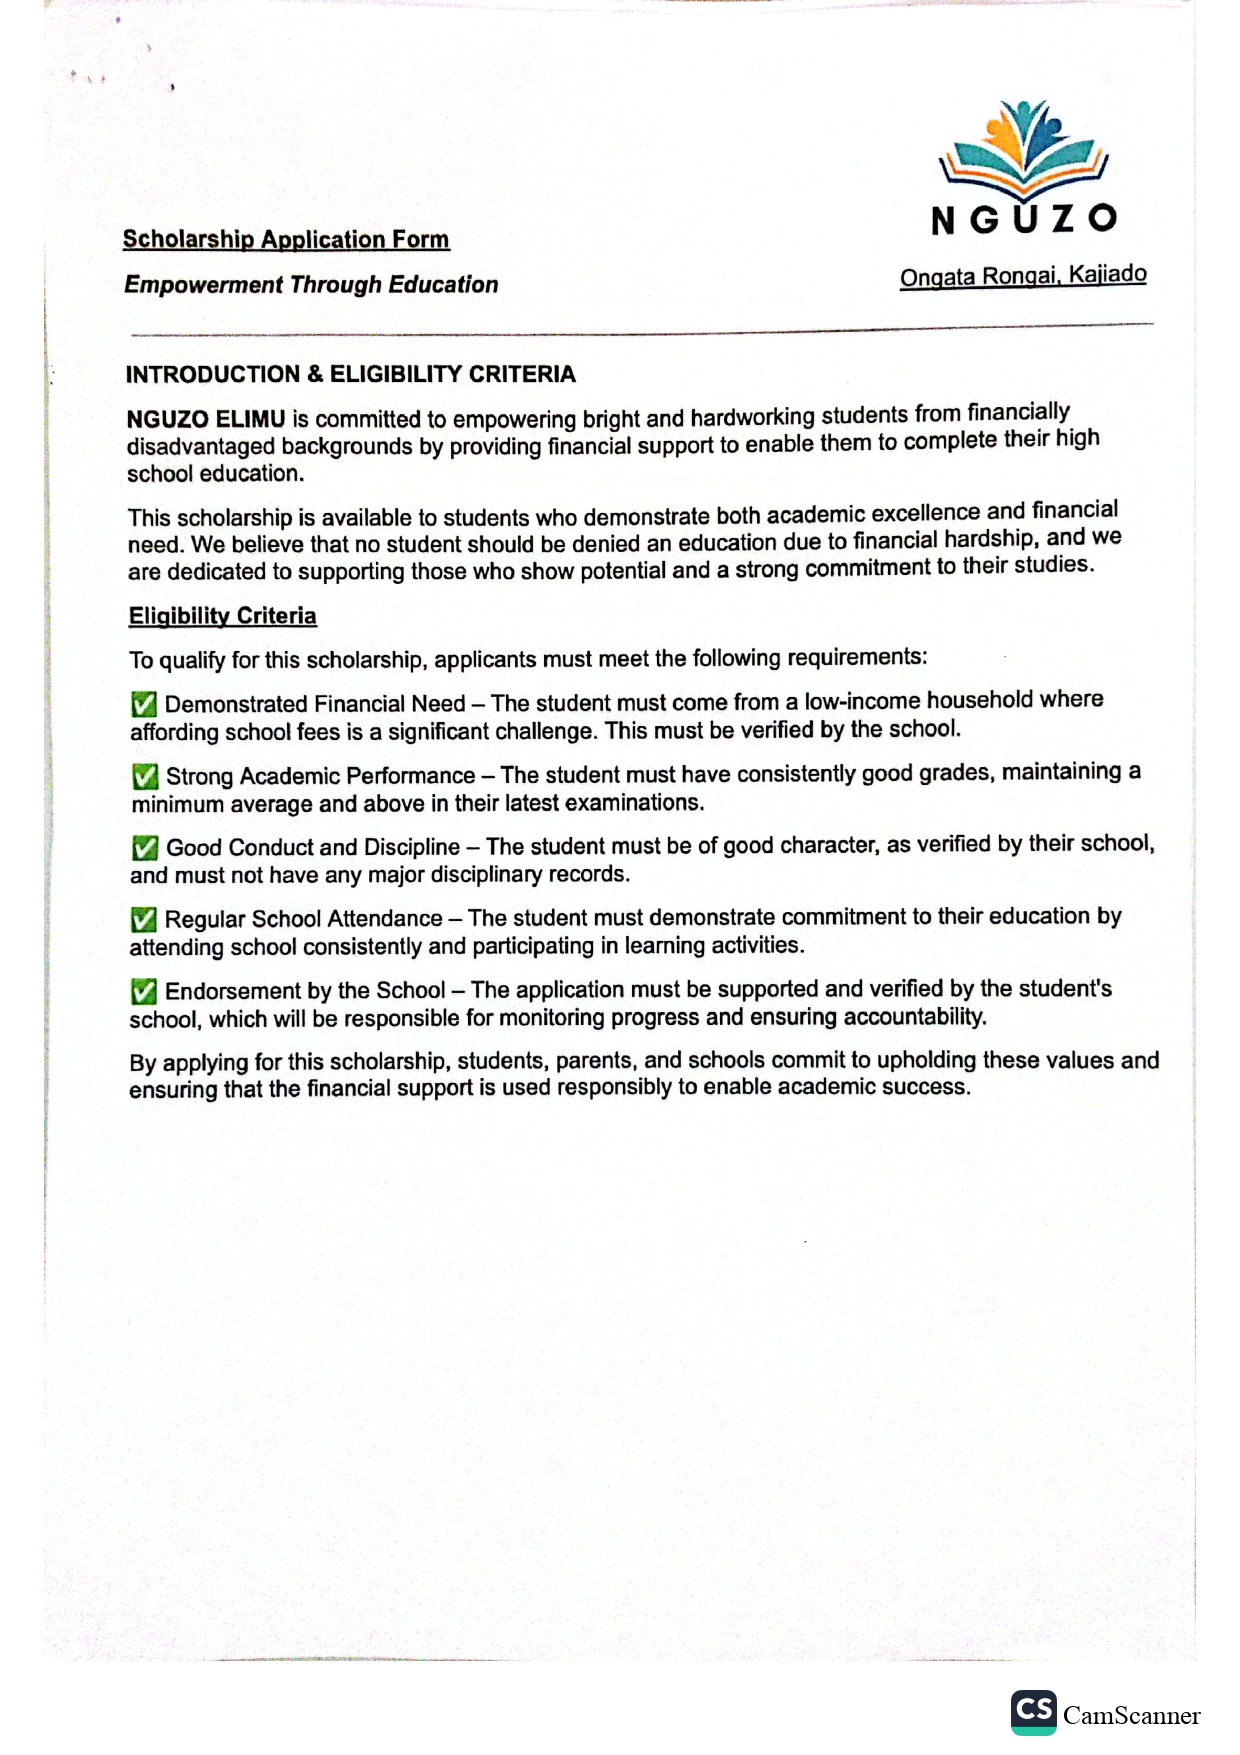 NGUZO
Scholarship Application Form
Empowerment Through Education
Ongata Rongai, Kajiado
INTRODUCTION & ELIGIBILITY CRITERIA
NGUZO ELIMU is committed to empowering bright and hardworking students from financially
disadvantaged backgrounds by providing financial support to enable them to complete their high
school education.
This scholarship is available to students who demonstrate both academic excellence and financial
need. We believe that no student should be denied an education due to financial hardship, and we
are dedicated to supporting those who show potential and a strong commitment to their studies.
Eligibility Criteria
To qualify for this scholarship, applicants must meet the following requirements:
✅ Demonstrated Financial Need – The student must come from a low-income household where
affording school fees is a significant challenge. This must be verified by the school.
✅ Strong Academic Performance – The student must have consistently good grades, maintaining a
minimum average and above in their latest examinations.
✅ Good Conduct and Discipline – The student must be of good character, as verified by their school,
and must not have any major disciplinary records.
✅ Regular School Attendance – The student must demonstrate commitment to their education by
attending school consistently and participating in learning activities.
✅ Endorsement by the School – The application must be supported and verified by the student's
school, which will be responsible for monitoring progress and ensuring accountability.
By applying for this scholarship, students, parents, and schools commit to upholding these values and
ensuring that the financial support is used responsibly to enable academic success.
CS CamScanner